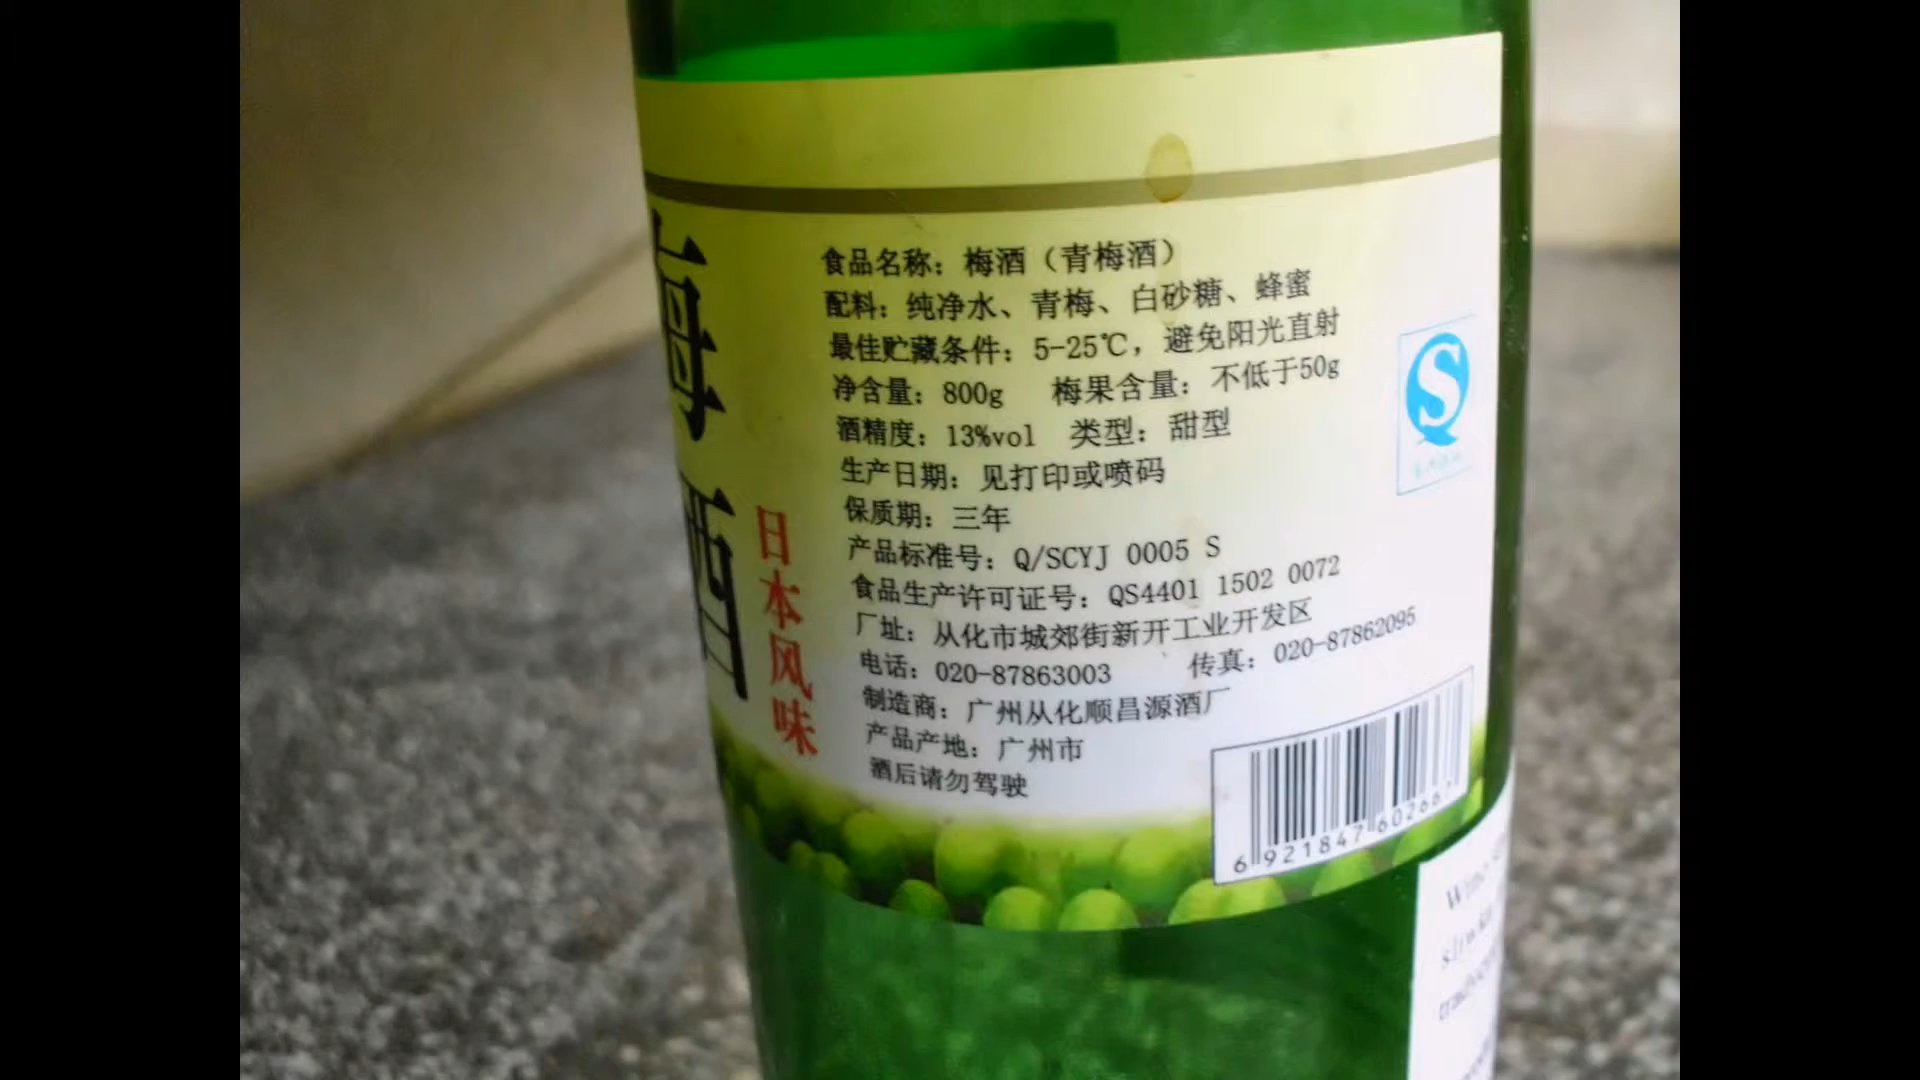 梅
酒
日本风味
食品名称：梅酒（青梅酒）
配料：纯净水、青梅、白砂糖、蜂蜜
最佳贮藏条件：5-25℃，避免阳光直射
净含量：800g 梅果含量：不低于50g
酒精度：13%vol 类型：甜型
生产日期：见打印或喷码
保质期：三年
产品标准号：Q/SCYJ 0005 S
食品生产许可证号：QS4401 1502 0072
厂址：从化市城郊街新开工业开发区
电话：020-87863003 传真：020-87862095
制造商：广州从化顺昌源酒厂
产品产地：广州市
酒后请勿驾驶